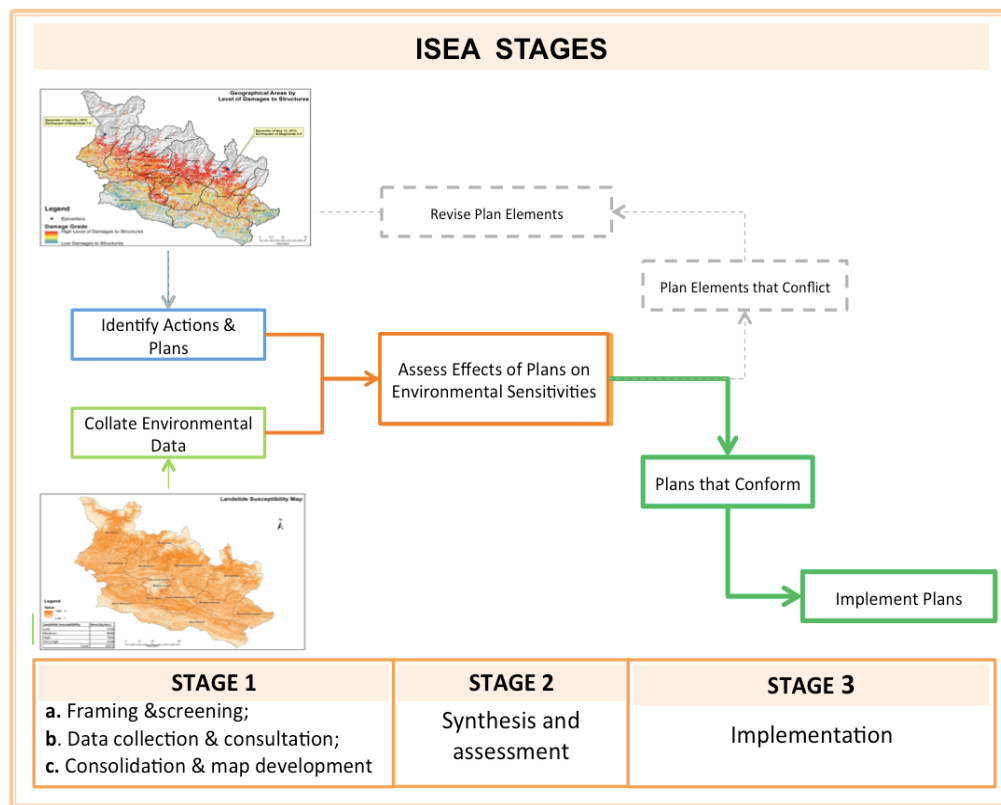 ISEA STAGES
Geographical Areas by
Level of Damages to Structures
Legend
Epicenters
Damage Grade
High Level of Damages to Structures
Low Damages to Structures
Revise Plan Elements
Plan Elements that Conflict
Identify Actions &
Plans
Assess Effects of Plans on
Environmental Sensitivities
Collate Environmental
Data
Plans that Conform
Implement Plans
Landslide Susceptibility Map
Legend
Value
STAGE 1
a. Framing &screening;
b. Data collection & consultation;
c. Consolidation & map development
STAGE 2
Synthesis and
assessment
STAGE 3
Implementation